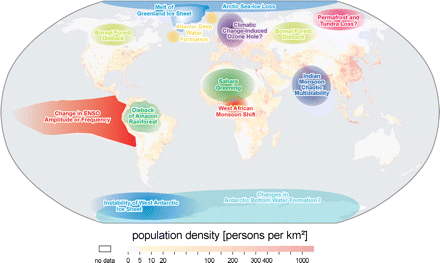 Melt of
Greenland Ice Sheet
Arctic Sea-Ice Loss
Boreal Forest
Dieback
Atlantic Deep
Water
Formation
Climatic
Change-Induced
Ozone Hole?
Boreal Forest
Dieback
Permafrost and
Tundra Loss?
Sahara
Greening
Indian
Monsoon
Chaotic
Multistability
West African
Monsoon Shift
Change in ENSO
Amplitude or Frequency
Dieback
of Amazon
Rainforest
Instability of West Antarctic
Ice Sheet
Changes in
Antarctic Bottom Water Formation?
population density [persons per km²]
no data
0 5 10 20 100 200 300 400 1000